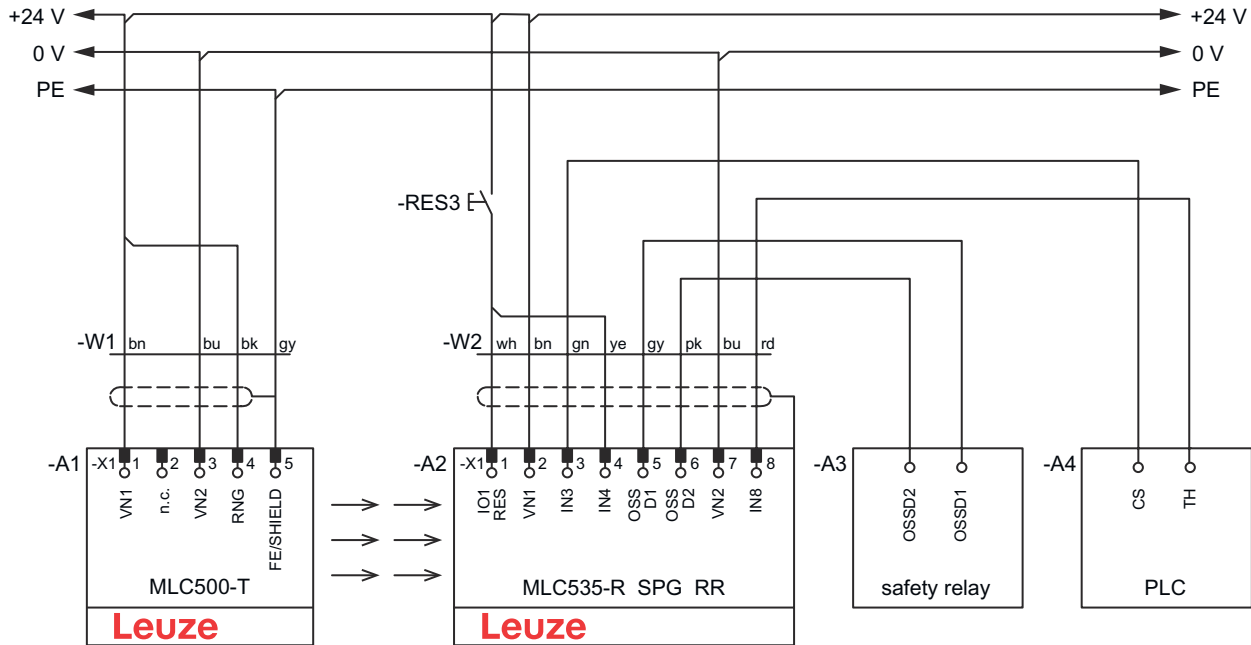 +24 V +24 V
0 V 0 V
PE PE
-RES3
-W1 bn bu bk gy -W2 wh bn gn ye gy pk bu rd
-A1 -X1 1 2 3 4 5 -A2 -X1 1 2 3 4 5 6 7 8 -A3 -A4
VN1
n.c.
VN2
RNG
FE/SHIELD
IO1
RES
VN1
IN3
IN4
OSS
D1
OSS
D2
VN2
IN8
OSSD2
OSSD1
CS
TH
MLC500-T MLC535-R SPG RR safety relay PLC
Leuze Leuze